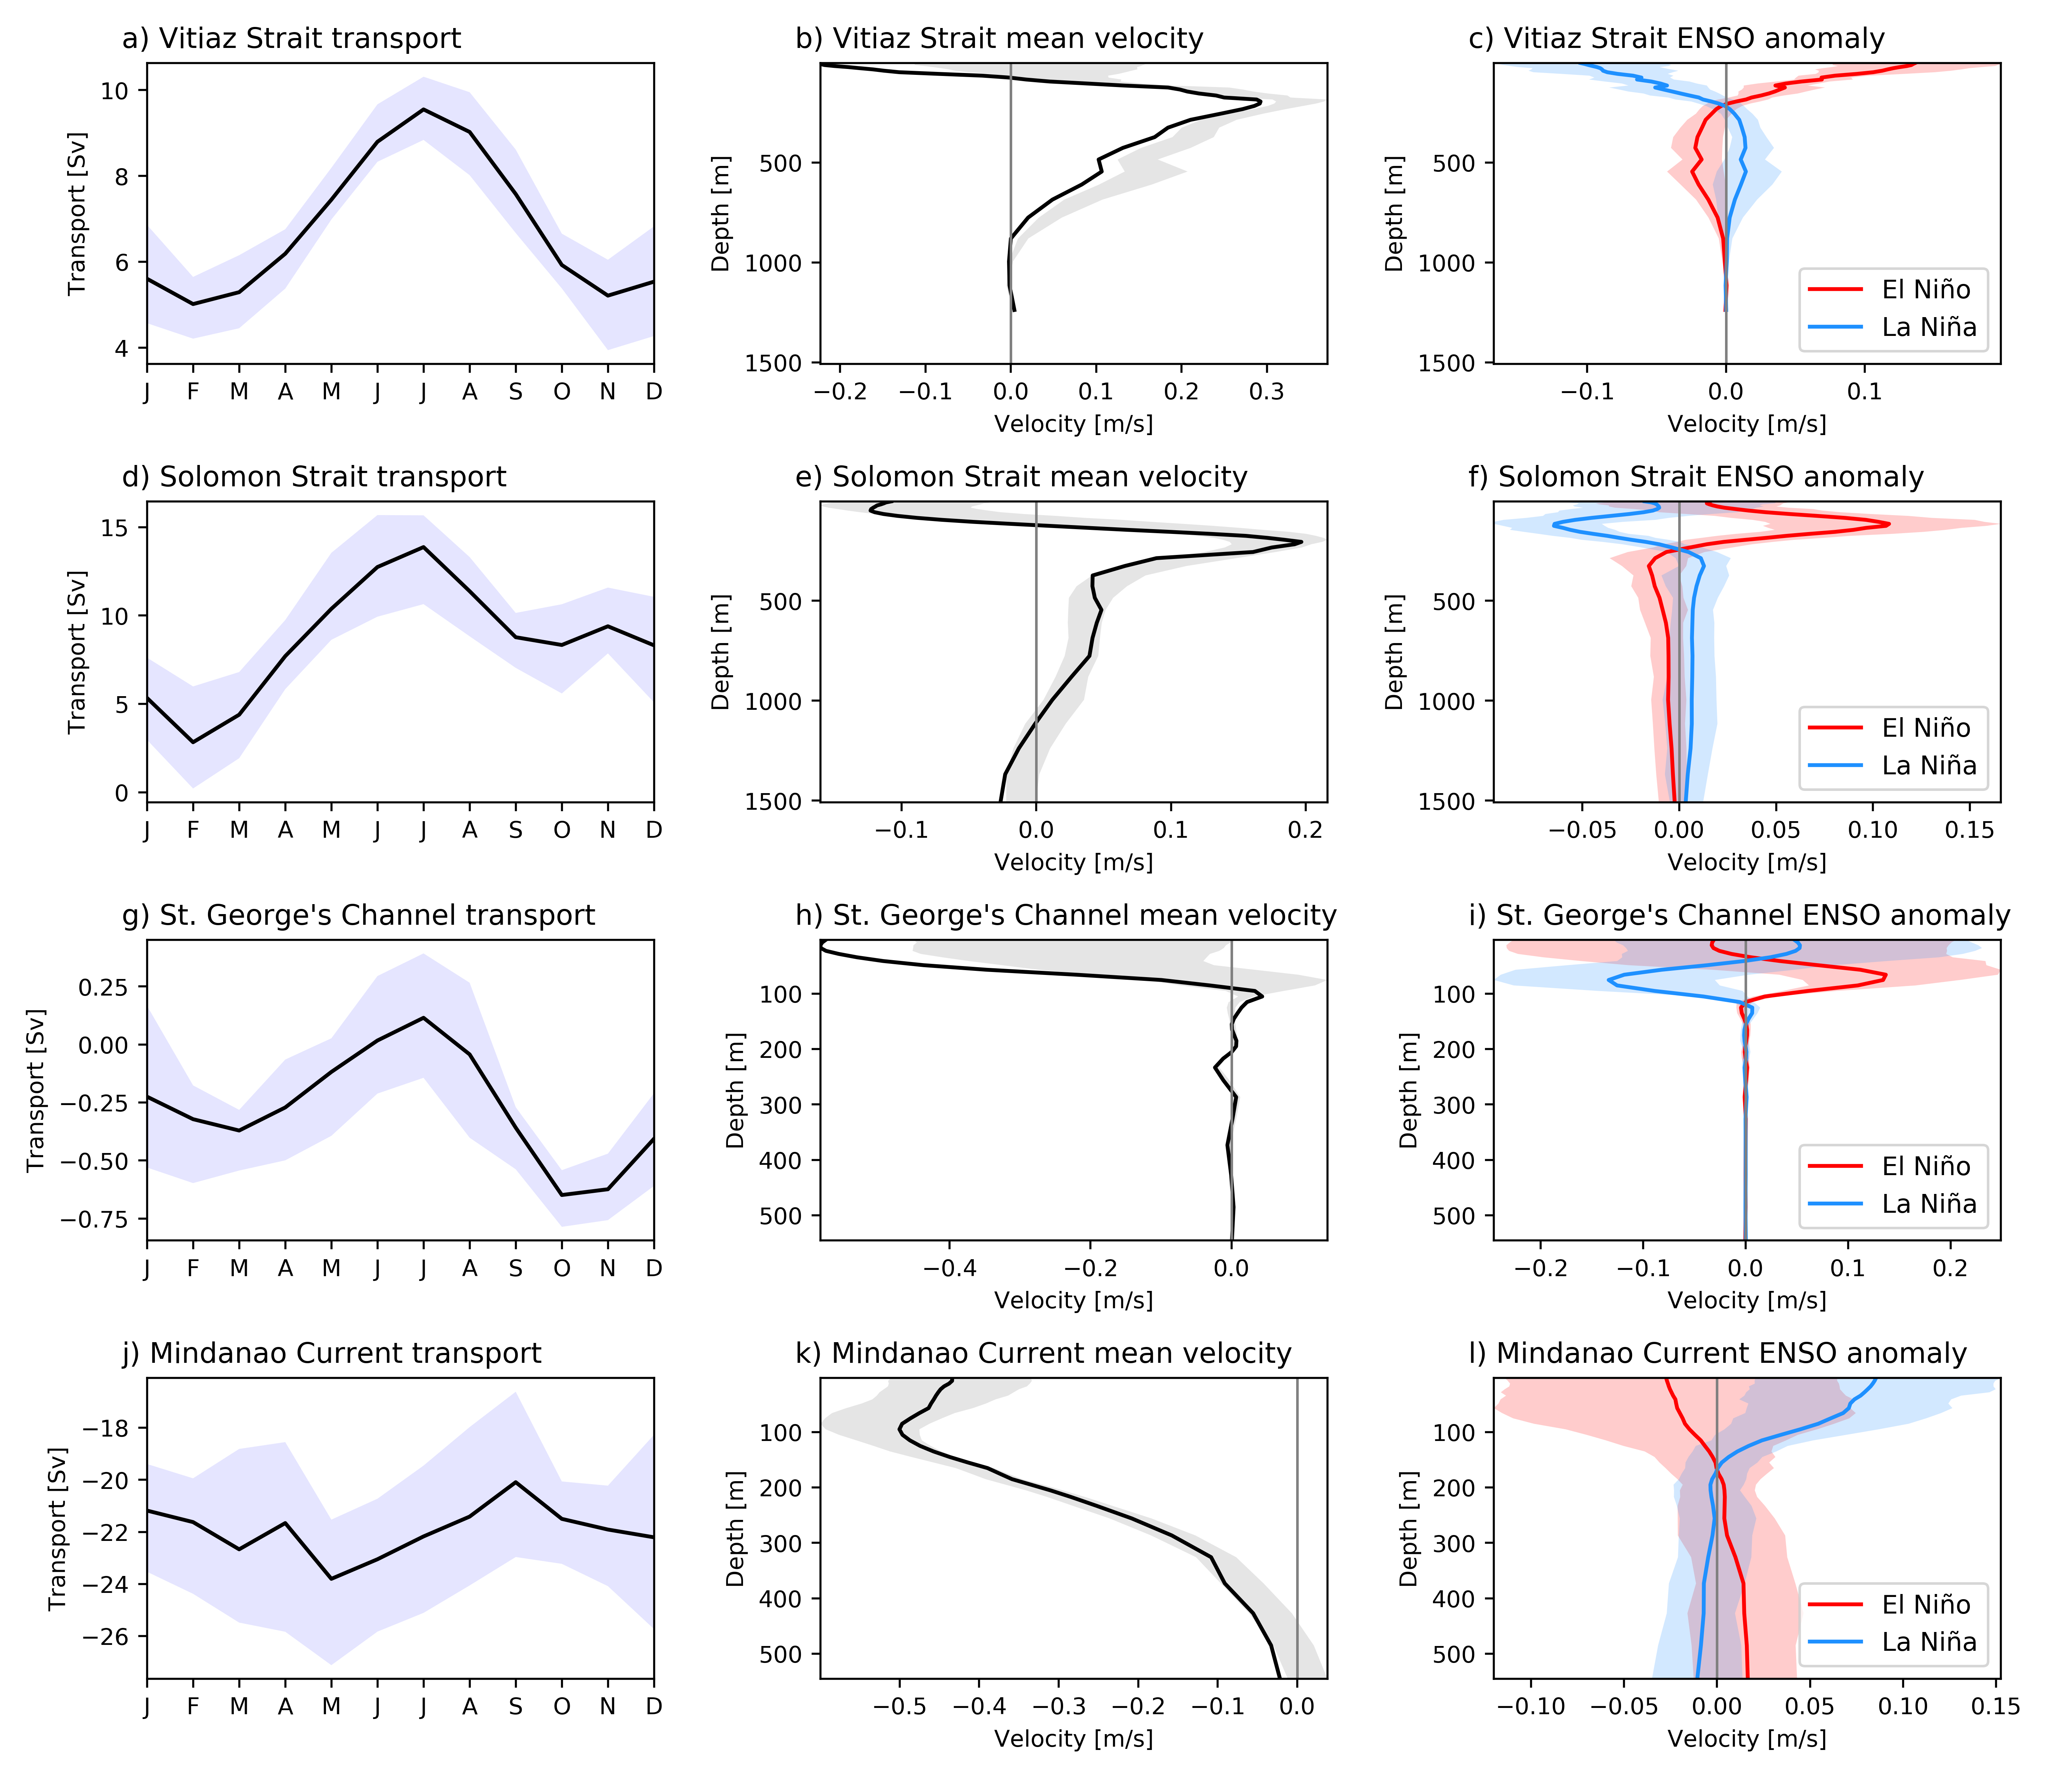 a) Vitiaz Strait transport
Transport [Sv]
10
8
6
4
J F M A M J J A S O N D
b) Vitiaz Strait mean velocity
Depth [m]
500
1000
1500
−0.2 −0.1 0.0 0.1 0.2 0.3
Velocity [m/s]
c) Vitiaz Strait ENSO anomaly
Depth [m]
500
1000
1500
El Niño
La Niña
−0.1 0.0 0.1
Velocity [m/s]
d) Solomon Strait transport
Transport [Sv]
15
10
5
0
J F M A M J J A S O N D
e) Solomon Strait mean velocity
Depth [m]
500
1000
1500
−0.1 0.0 0.1 0.2
Velocity [m/s]
f) Solomon Strait ENSO anomaly
Depth [m]
500
1000
1500
El Niño
La Niña
−0.05 0.00 0.05 0.10 0.15
Velocity [m/s]
g) St. George's Channel transport
Transport [Sv]
0.25
0.00
−0.25
−0.50
−0.75
J F M A M J J A S O N D
h) St. George's Channel mean velocity
Depth [m]
100
200
300
400
500
−0.4 −0.2 0.0
Velocity [m/s]
i) St. George's Channel ENSO anomaly
Depth [m]
100
200
300
400
500
El Niño
La Niña
−0.2 −0.1 0.0 0.1 0.2
Velocity [m/s]
j) Mindanao Current transport
Transport [Sv]
−18
−20
−22
−24
−26
J F M A M J J A S O N D
k) Mindanao Current mean velocity
Depth [m]
100
200
300
400
500
−0.5 −0.4 −0.3 −0.2 −0.1 0.0
Velocity [m/s]
l) Mindanao Current ENSO anomaly
Depth [m]
100
200
300
400
500
El Niño
La Niña
−0.10 −0.05 0.00 0.05 0.10 0.15
Velocity [m/s]